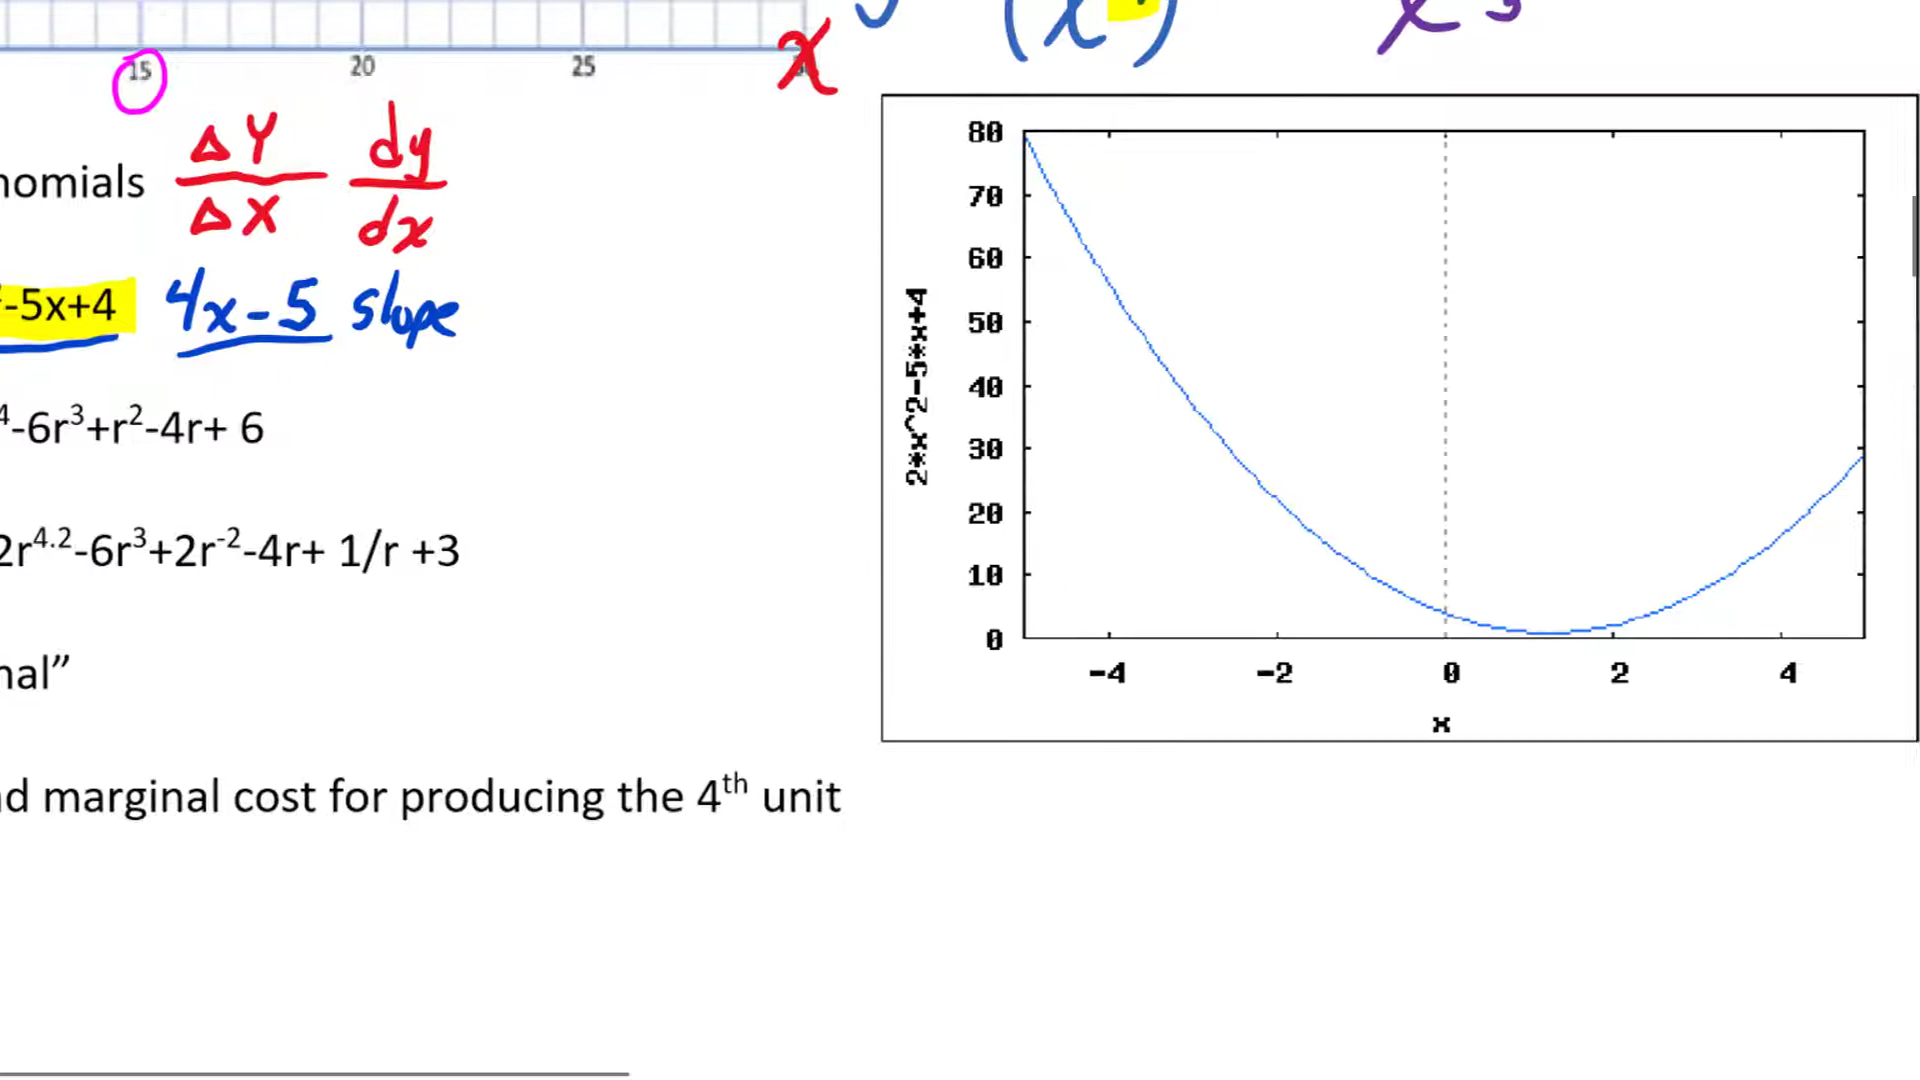 15 20 25 x
(x ) x
nomials ΔY/ΔX dy/dx
-5x+4 4x-5 slope
⁴-6r³+r²-4r+ 6
2r⁴·²-6r³+2r⁻²-4r+ 1/r +3
nal”
nd marginal cost for producing the 4ᵗʰ unit
2*x^2-5*x+4
80
70
60
50
40
30
20
10
0
-4 -2 0 2 4
x